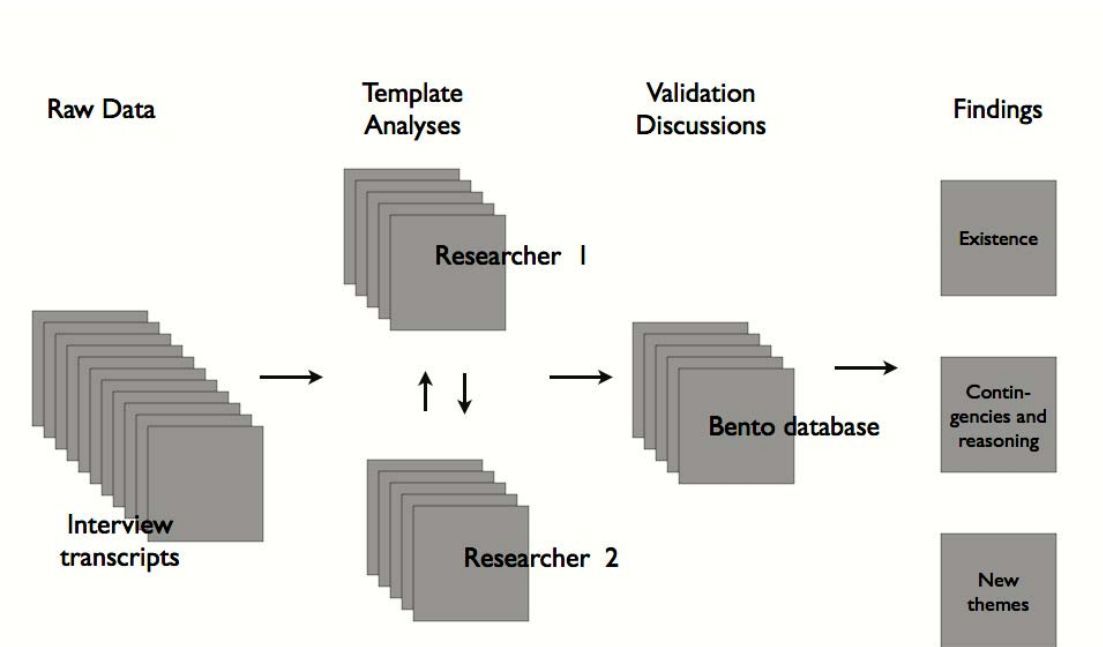 Raw Data
Template
Analyses
Validation
Discussions
Findings
Researcher 1
Existence
Contin-
gencies and
reasoning
Bento database
Interview
transcripts
Researcher 2
New
themes